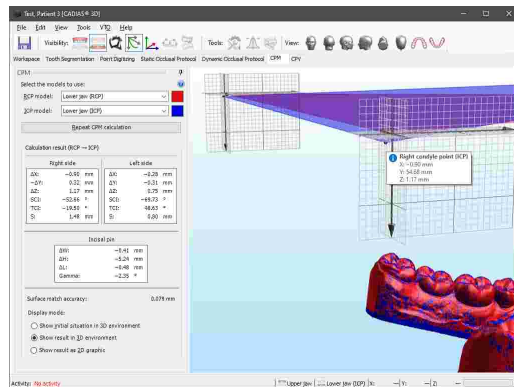 Test, Patient 3 [CADIAS® 3D]
File Edit View Tools VTO Help
Visibility: Tools: View:
Workspace Tooth Segmentation Point Digitizing Static Occlusal Protocol Dynamic Occlusal Protocol CPM CPV
CPM:
Select the models to use:
RCP model: Lower jaw (RCP)
ICP model: Lower jaw (ICP)
Repeat CPM calculation
Calculation result (RCP → ICP)
Right side Left side
ΔX: -0.90 mm ΔX: -0.28 mm
-ΔY: 0.32 mm ΔY: -0.31 mm
ΔZ: 1.17 mm ΔZ: 0.75 mm
SCI: -52.66 ° SCI: -69.73 °
TCI: -19.50 ° TCI: 48.63 °
S: 1.48 mm S: 0.80 mm
Incisal pin
ΔW: -0.41 mm
ΔH: -5.24 mm
ΔL: -0.48 mm
Gamma: -2.35 °
Surface match accuracy: 0.079 mm
Display mode:
Show initial situation in 3D environment
Show result in 3D environment
Show result as 2D graphic
Right condyle point (ICP)
X: -0.90 mm
Y: 54.68 mm
Z: 1.17 mm
Activity: No activity Upper jaw Lower jaw (ICP) X: — Y: — Z: —